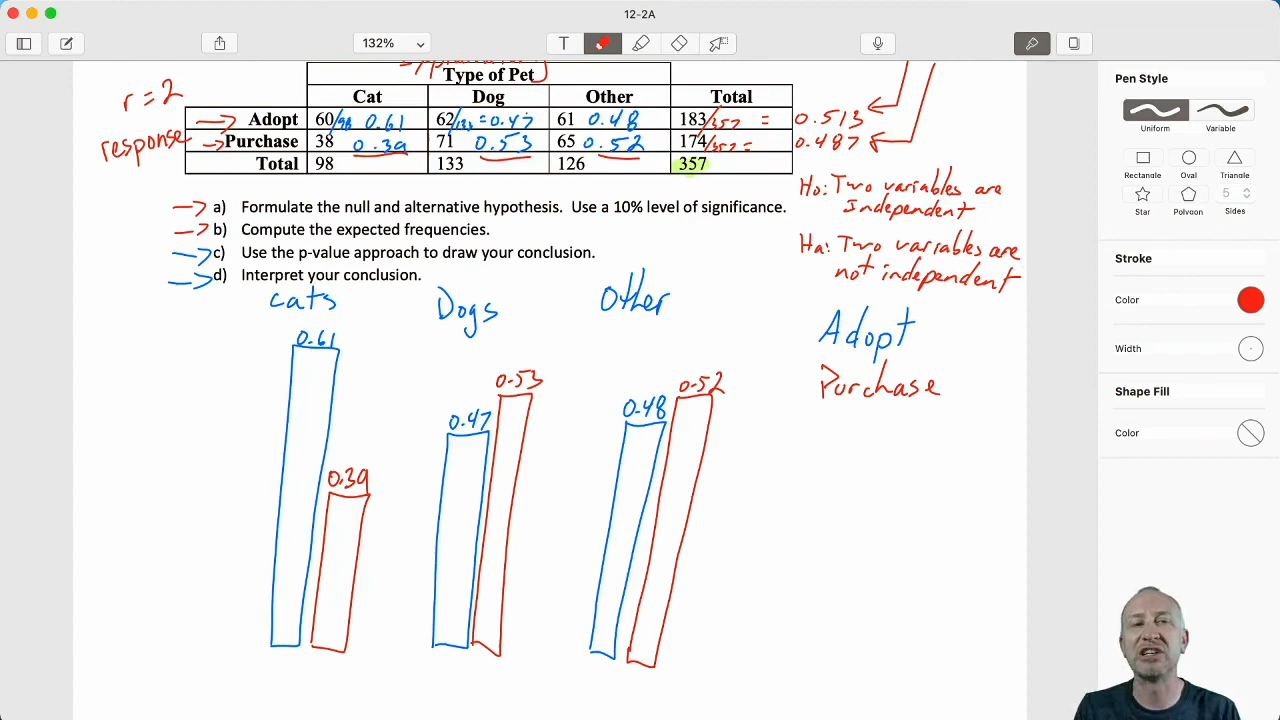 12-2A
132%
T
Pen Style
Uniform
Variable
Rectangle
Oval
Triangle
Star
Polygon
5
Sides
Stroke
Color
Width
Shape Fill
Color
Type of Pet
r = 2
Cat Dog Other Total
response
Adopt 60/98 0.61 62/133 = 0.47 61 0.48 183/357 = 0.513
Purchase 38 0.39 71 0.53 65 0.52 174/357 = 0.487
Total 98 133 126 357
Ho: Two variables are
Independent
Ha: Two variables are
not independent
a) Formulate the null and alternative hypothesis. Use a 10% level of significance.
b) Compute the expected frequencies.
c) Use the p-value approach to draw your conclusion.
d) Interpret your conclusion.
Cats Dogs Other
Adopt
Purchase
0.61 0.39
0.47 0.53
0.48 0.52